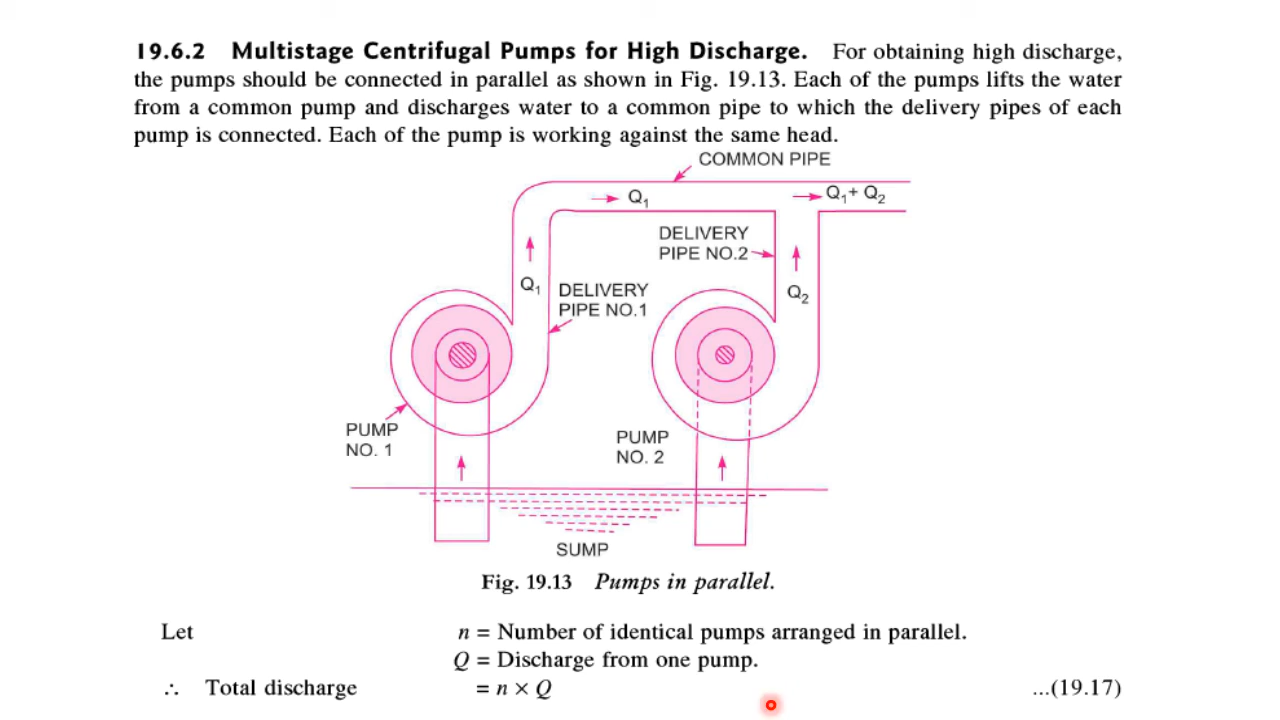 19.6.2 Multistage Centrifugal Pumps for High Discharge. For obtaining high discharge,
the pumps should be connected in parallel as shown in Fig. 19.13. Each of the pumps lifts the water
from a common pump and discharges water to a common pipe to which the delivery pipes of each
pump is connected. Each of the pump is working against the same head.
COMMON PIPE
Q₁
Q₁+ Q₂
DELIVERY
PIPE NO.2
Q₁
DELIVERY
PIPE NO.1
Q₂
PUMP
NO. 1
PUMP
NO. 2
SUMP
Fig. 19.13 Pumps in parallel.
Let n = Number of identical pumps arranged in parallel.
Q = Discharge from one pump.
∴ Total discharge = n × Q ...(19.17)